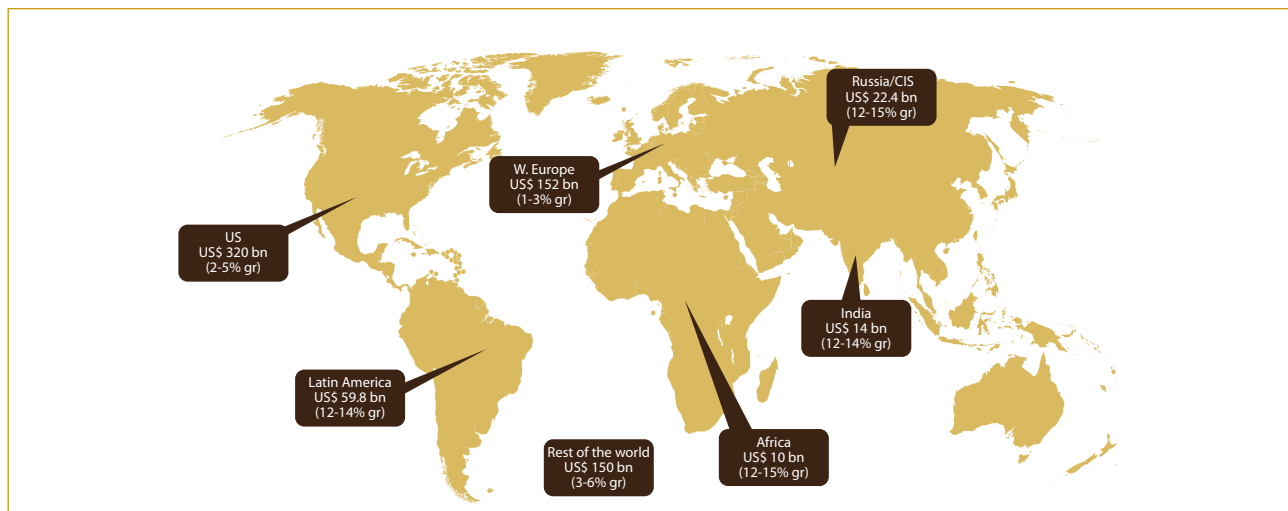 Russia/CIS
US$ 22.4 bn
(12-15% gr)
W. Europe
US$ 152 bn
(1-3% gr)
US
US$ 320 bn
(2-5% gr)
India
US$ 14 bn
(12-14% gr)
Latin America
US$ 59.8 bn
(12-14% gr)
Rest of the world
US$ 150 bn
(3-6% gr)
Africa
US$ 10 bn
(12-15% gr)